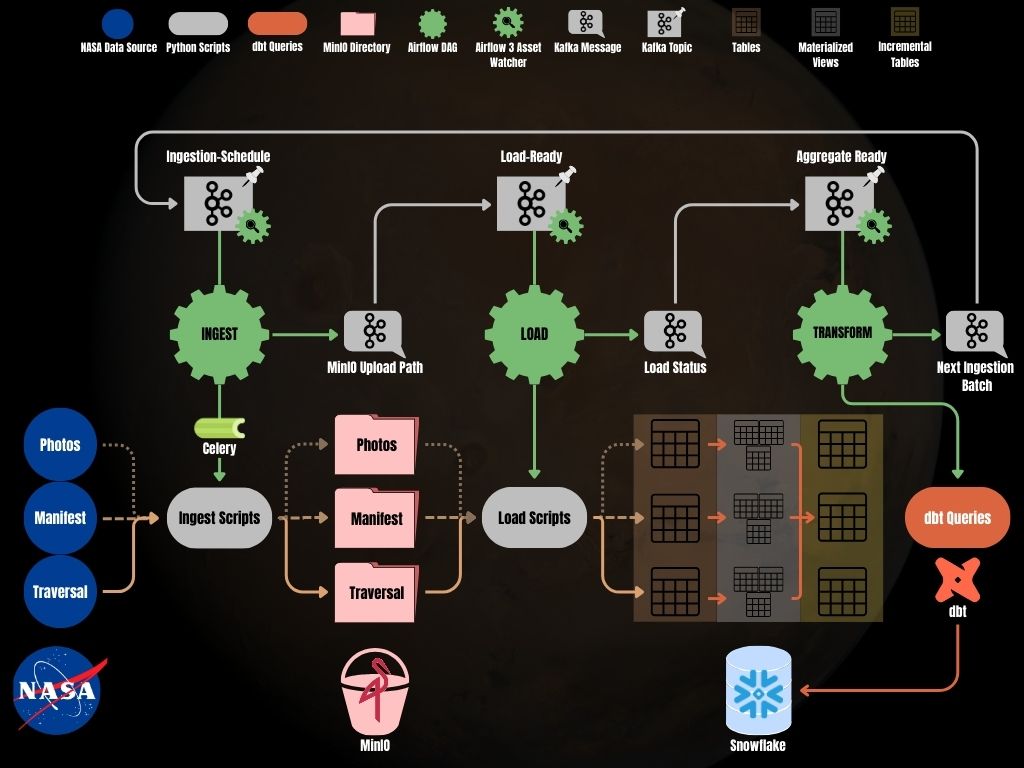 NASA Data Source
Python Scripts
dbt Queries
MinIO Directory
Airflow DAG
Airflow 3 Asset
Watcher
Kafka Message
Kafka Topic
Tables
Materialized
Views
Incremental
Tables
Ingestion-Schedule
Load-Ready
Aggregate Ready
INGEST
LOAD
TRANSFORM
MinIO Upload Path
Load Status
Next Ingestion
Batch
Celery
Photos
Manifest
Traversal
Ingest Scripts
Photos
Manifest
Traversal
Load Scripts
dbt Queries
dbt
NASA
MinIO
Snowflake